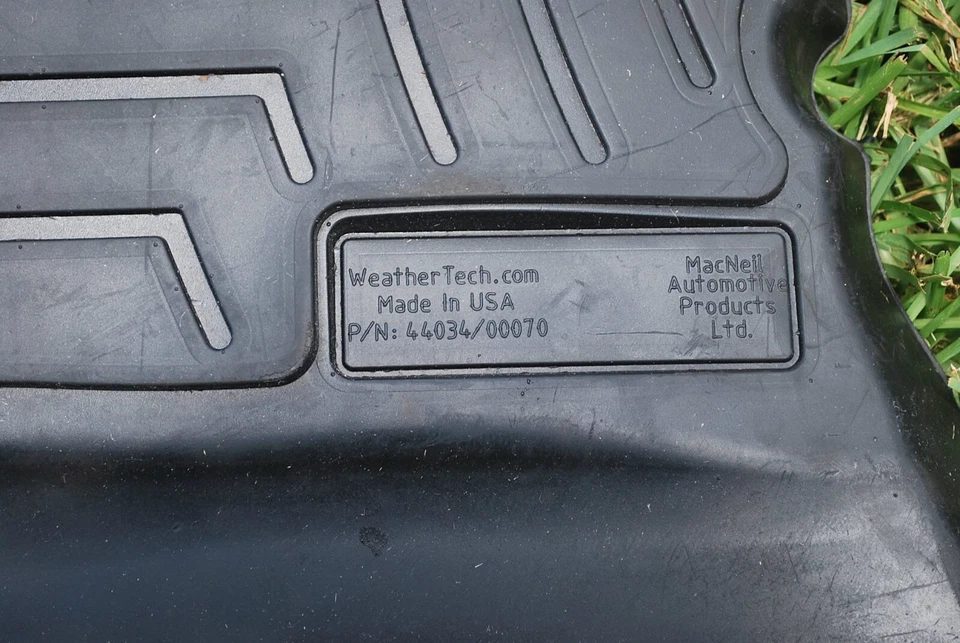 WeatherTech.com
Made In USA
P/N: 44034/00070
MacNeil
Automotive
Products
Ltd.